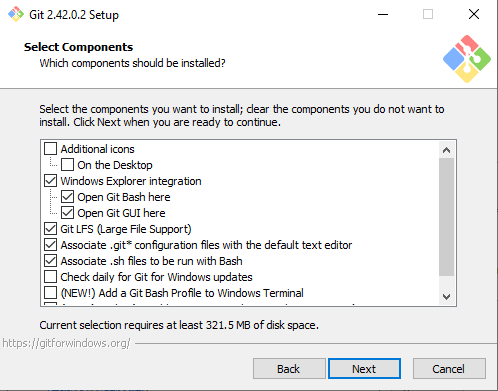 Git 2.42.0.2 Setup
Select Components
Which components should be installed?
Select the components you want to install; clear the components you do not want to
install. Click Next when you are ready to continue.
Additional icons
On the Desktop
Windows Explorer integration
Open Git Bash here
Open Git GUI here
Git LFS (Large File Support)
Associate .git* configuration files with the default text editor
Associate .sh files to be run with Bash
Check daily for Git for Windows updates
(NEW!) Add a Git Bash Profile to Windows Terminal
Current selection requires at least 321.5 MB of disk space.
https://gitforwindows.org/
Back
Next
Cancel